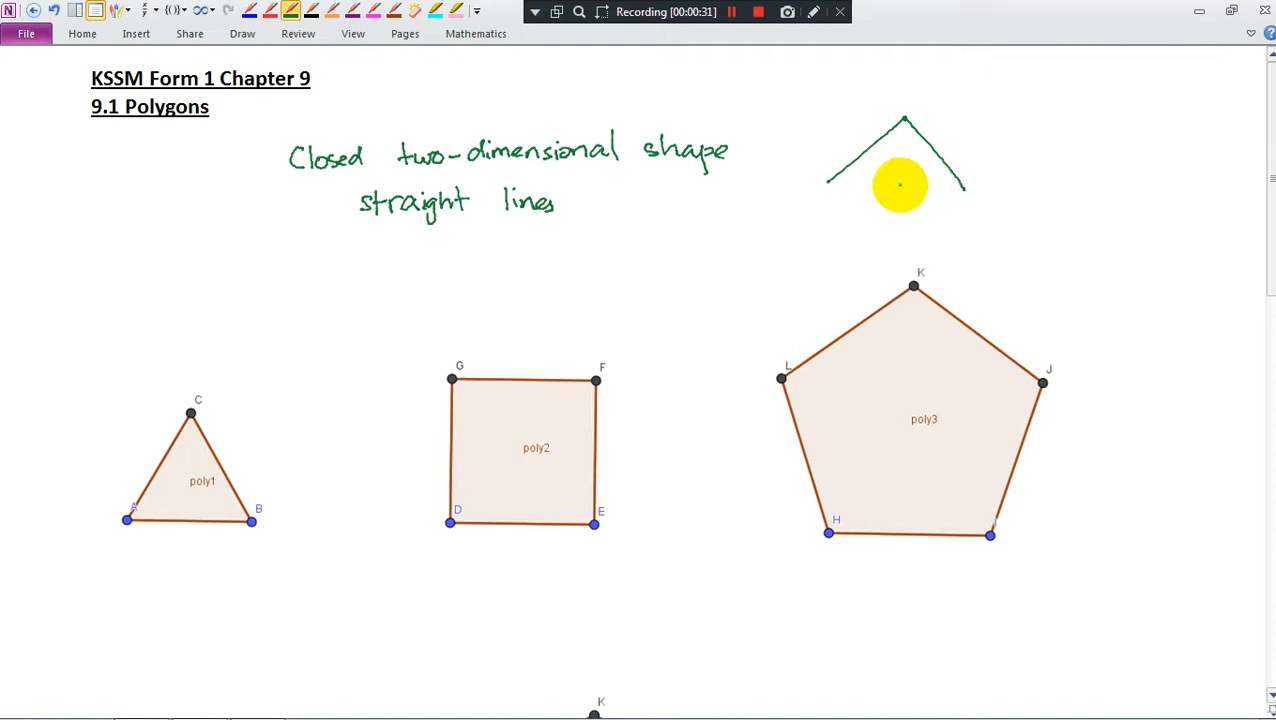 Recording [00:00:31]
File Home Insert Share Draw Review View Pages Mathematics
KSSM Form 1 Chapter 9
9.1 Polygons
Closed two-dimensional shape
straight lines
K
G F
L J
C
poly3
poly2
poly1
A B
D E
H I
K